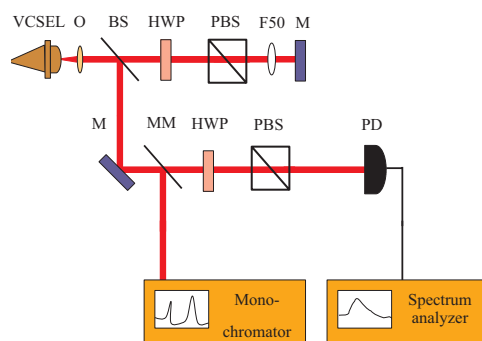 VCSEL O BS HWP PBS F50 M
M MM HWP PBS PD
Mono-
chromator
Spectrum
analyzer